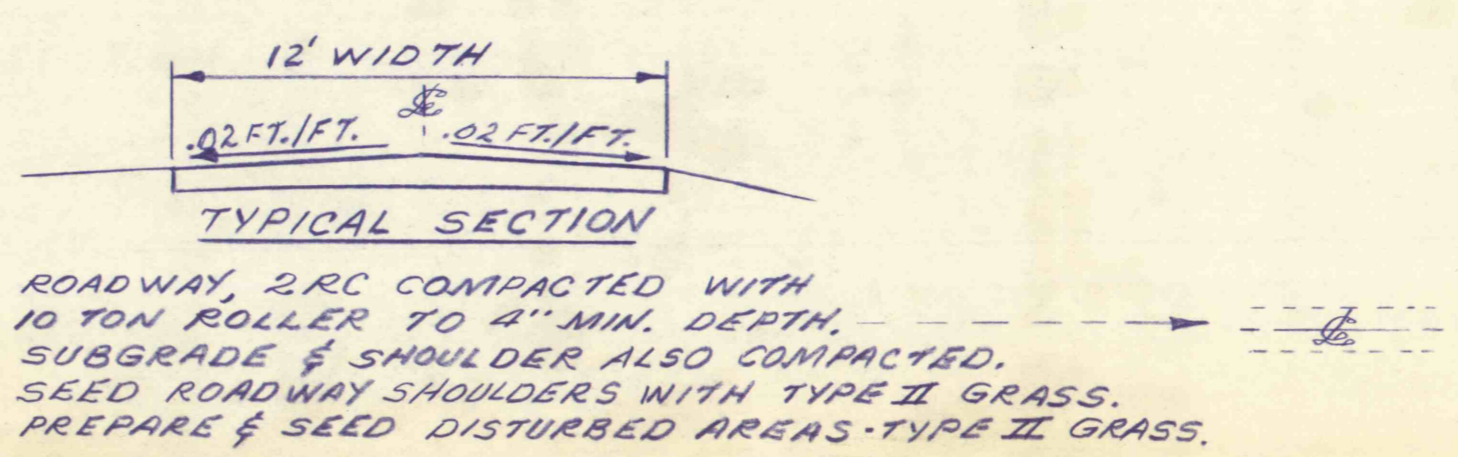 12' WIDTH
℄
.02 FT./FT. .02 FT./FT.
TYPICAL SECTION
ROADWAY, 2RC COMPACTED WITH
10 TON ROLLER TO 4" MIN. DEPTH.
℄
SUBGRADE & SHOULDER ALSO COMPACTED.
SEED ROADWAY SHOULDERS WITH TYPE II GRASS.
PREPARE & SEED DISTURBED AREAS - TYPE II GRASS.